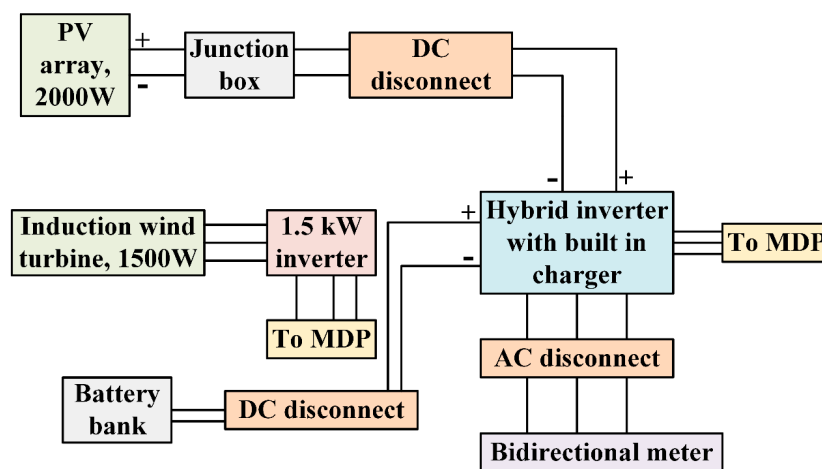 PV
array,
2000W
+
-
Junction
box
DC
disconnect
-
+
Induction wind
turbine, 1500W
1.5 kW
inverter
To MDP
+
-
Hybrid inverter
with built in
charger
To MDP
Battery
bank
DC disconnect
AC disconnect
Bidirectional meter